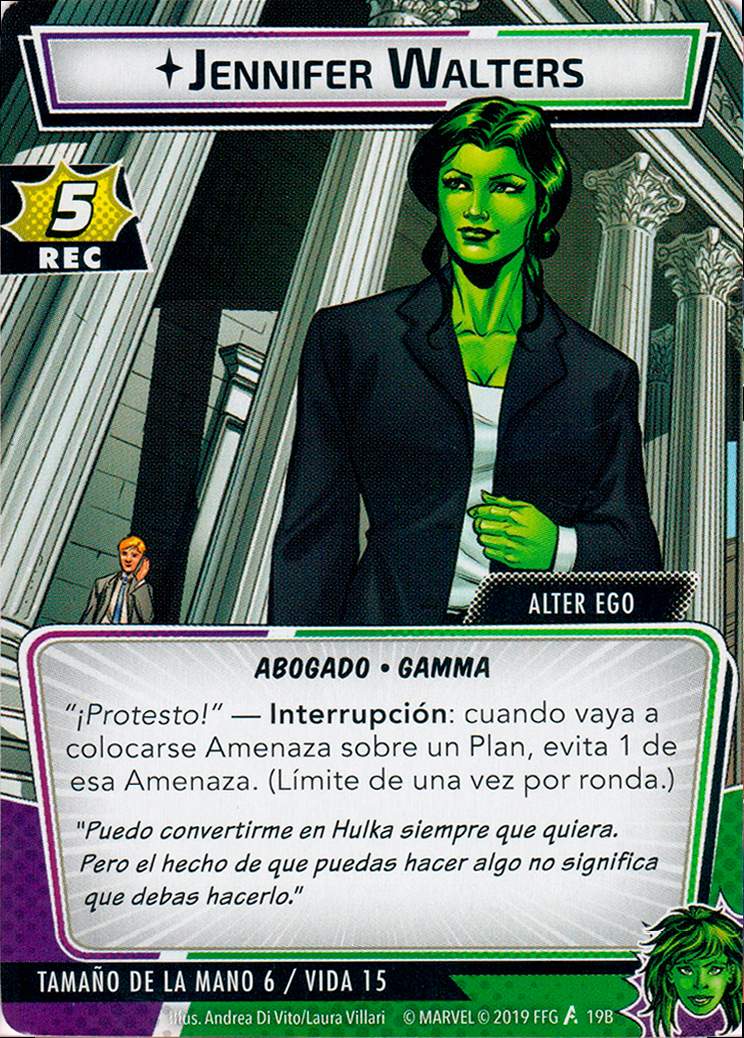 JENNIFER WALTERS
5
REC
ALTER EGO
ABOGADO • GAMMA
"¡Protesto!" — Interrupción: cuando vaya a
colocarse Amenaza sobre un Plan, evita 1 de
esa Amenaza. (Límite de una vez por ronda.)
"Puedo convertirme en Hulka siempre que quiera.
Pero el hecho de que puedas hacer algo no significa
que debas hacerlo."
TAMAÑO DE LA MANO 6 / VIDA 15
Illus. Andrea Di Vito/Laura Villari © MARVEL © 2019 FFG 19B